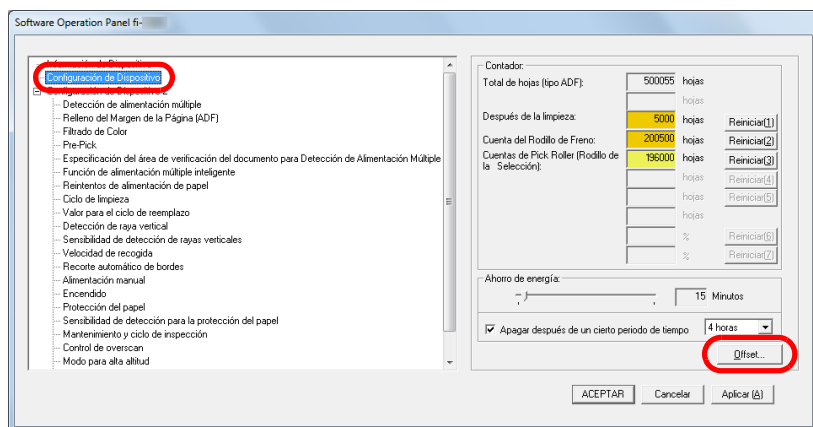 Software Operation Panel fi-
Información de Dispositivo
Configuración de Dispositivo
Configuración de Dispositivo 2
Detección de alimentación múltiple
Relleno del Margen de la Página (ADF)
Filtrado de Color
Pre-Pick
Especificación del área de verificación del documento para Detección de Alimentación Múltiple
Función de alimentación múltiple inteligente
Reintentos de alimentación de papel
Ciclo de limpieza
Valor para el ciclo de reemplazo
Detección de raya vertical
Sensibilidad de detección de rayas verticales
Velocidad de recogida
Recorte automático de bordes
Alimentación manual
Encendido
Protección del papel
Sensibilidad de detección para la protección del papel
Mantenimiento y ciclo de inspección
Control de overscan
Modo para alta altitud
Contador:
Total de hojas (tipo ADF): 500055 hojas
hojas
Después de la limpieza: 5000 hojas Reiniciar(1)
Cuenta del Rodillo de Freno: 200500 hojas Reiniciar(2)
Cuentas de Pick Roller (Rodillo de 196000 hojas Reiniciar(3)
la Selección):
hojas Reiniciar(4)
hojas Reiniciar(5)
hojas
% Reiniciar(6)
% Reiniciar(7)
Ahorro de energía:
15 Minutos
Apagar después de un cierto periodo de tiempo 4 horas
Offset...
ACEPTAR Cancelar Aplicar (A)